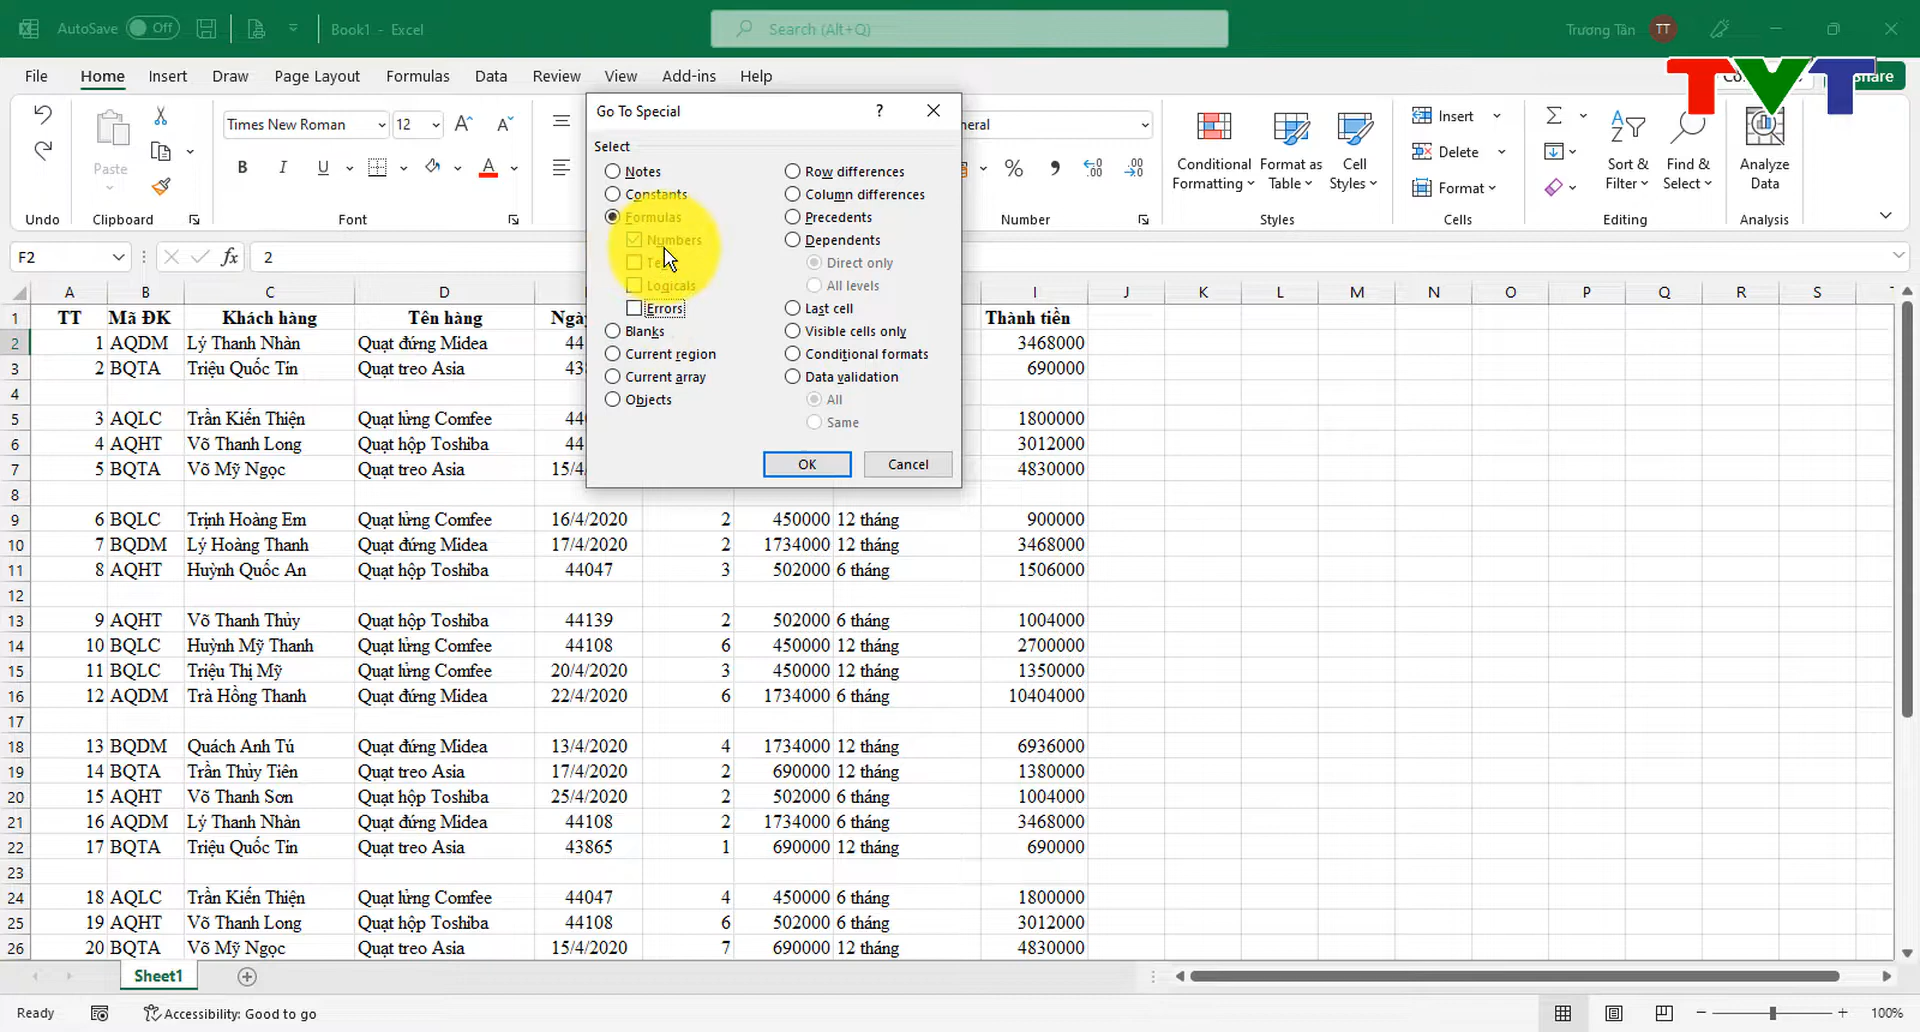 AutoSave Off Book1 - Excel Search (Alt+Q) Trương Tân TT
File Home Insert Draw Page Layout Formulas Data Review View Add-ins Help
TVT
Undo
Paste
Clipboard
Times New Roman 12
B I U A
Font
Number
Conditional Formatting
Format as Table
Cell Styles
Styles
Insert
Delete
Format
Cells
Sort & Filter
Find & Select
Editing
Analyze Data
Analysis
F2 fx 2
Go To Special ?
Select
Notes
Constants
Formulas
Numbers
Logicals
Errors
Blanks
Current region
Current array
Objects
Row differences
Column differences
Precedents
Dependents
Direct only
All levels
Last cell
Visible cells only
Conditional formats
Data validation
All
Same
OK Cancel
A B C D I J K L M N O P Q R S
1 TT Mã ĐK Khách hàng Tên hàng Thành tiền
2 1 AQDM Lý Thanh Nhàn Quạt đứng Midea 3468000
3 2 BQTA Triệu Quốc Tín Quạt treo Asia 690000
4
5 3 AQLC Trần Kiến Thiện Quạt lửng Comfee 1800000
6 4 AQHT Võ Thanh Long Quạt hộp Toshiba 3012000
7 5 BQTA Võ Mỹ Ngọc Quạt treo Asia 4830000
8
9 6 BQLC Trịnh Hoàng Em Quạt lửng Comfee 16/4/2020 2 450000 12 tháng 900000
10 7 BQDM Lý Hoàng Thanh Quạt đứng Midea 17/4/2020 2 1734000 12 tháng 3468000
11 8 AQHT Huỳnh Quốc An Quạt hộp Toshiba 44047 3 502000 6 tháng 1506000
12
13 9 AQHT Võ Thanh Thủy Quạt hộp Toshiba 44139 2 502000 6 tháng 1004000
14 10 BQLC Huỳnh Mỹ Thanh Quạt lửng Comfee 44108 6 450000 12 tháng 2700000
15 11 BQLC Triệu Thị Mỹ Quạt lửng Comfee 20/4/2020 3 450000 12 tháng 1350000
16 12 AQDM Trà Hồng Thanh Quạt đứng Midea 22/4/2020 6 1734000 6 tháng 10404000
17
18 13 BQDM Quách Anh Tú Quạt đứng Midea 13/4/2020 4 1734000 12 tháng 6936000
19 14 BQTA Trần Thủy Tiên Quạt treo Asia 17/4/2020 2 690000 12 tháng 1380000
20 15 AQHT Võ Thanh Sơn Quạt hộp Toshiba 25/4/2020 2 502000 6 tháng 1004000
21 16 AQDM Lý Thanh Nhàn Quạt đứng Midea 44108 2 1734000 6 tháng 3468000
22 17 BQTA Triệu Quốc Tín Quạt treo Asia 43865 1 690000 12 tháng 690000
23
24 18 AQLC Trần Kiến Thiện Quạt lửng Comfee 44047 4 450000 6 tháng 1800000
25 19 AQHT Võ Thanh Long Quạt hộp Toshiba 44108 6 502000 6 tháng 3012000
26 20 BQTA Võ Mỹ Ngọc Quạt treo Asia 15/4/2020 7 690000 12 tháng 4830000
Sheet1
Ready Accessibility: Good to go 100%